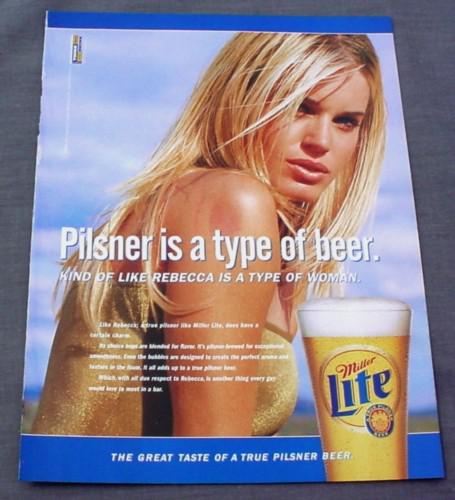 Pilsner is a type of beer.
KIND OF LIKE REBECCA IS A TYPE OF WOMAN.
Like Rebecca; a true pilsner like Miller Lite, does have a
certain charm.
Its choice hops are blended for flavor. It's pilsner-brewed for exceptional
smoothness. Even the bubbles are designed to create the perfect aroma and
texture in the foam. It all adds up to a true pilsner beer.
Which, with all due respect to Rebecca, is another thing every guy
would love to meet in a bar.
Miller
Lite
A TRUE PILSNER
BEER
THE GREAT TASTE OF A TRUE PILSNER BEER.